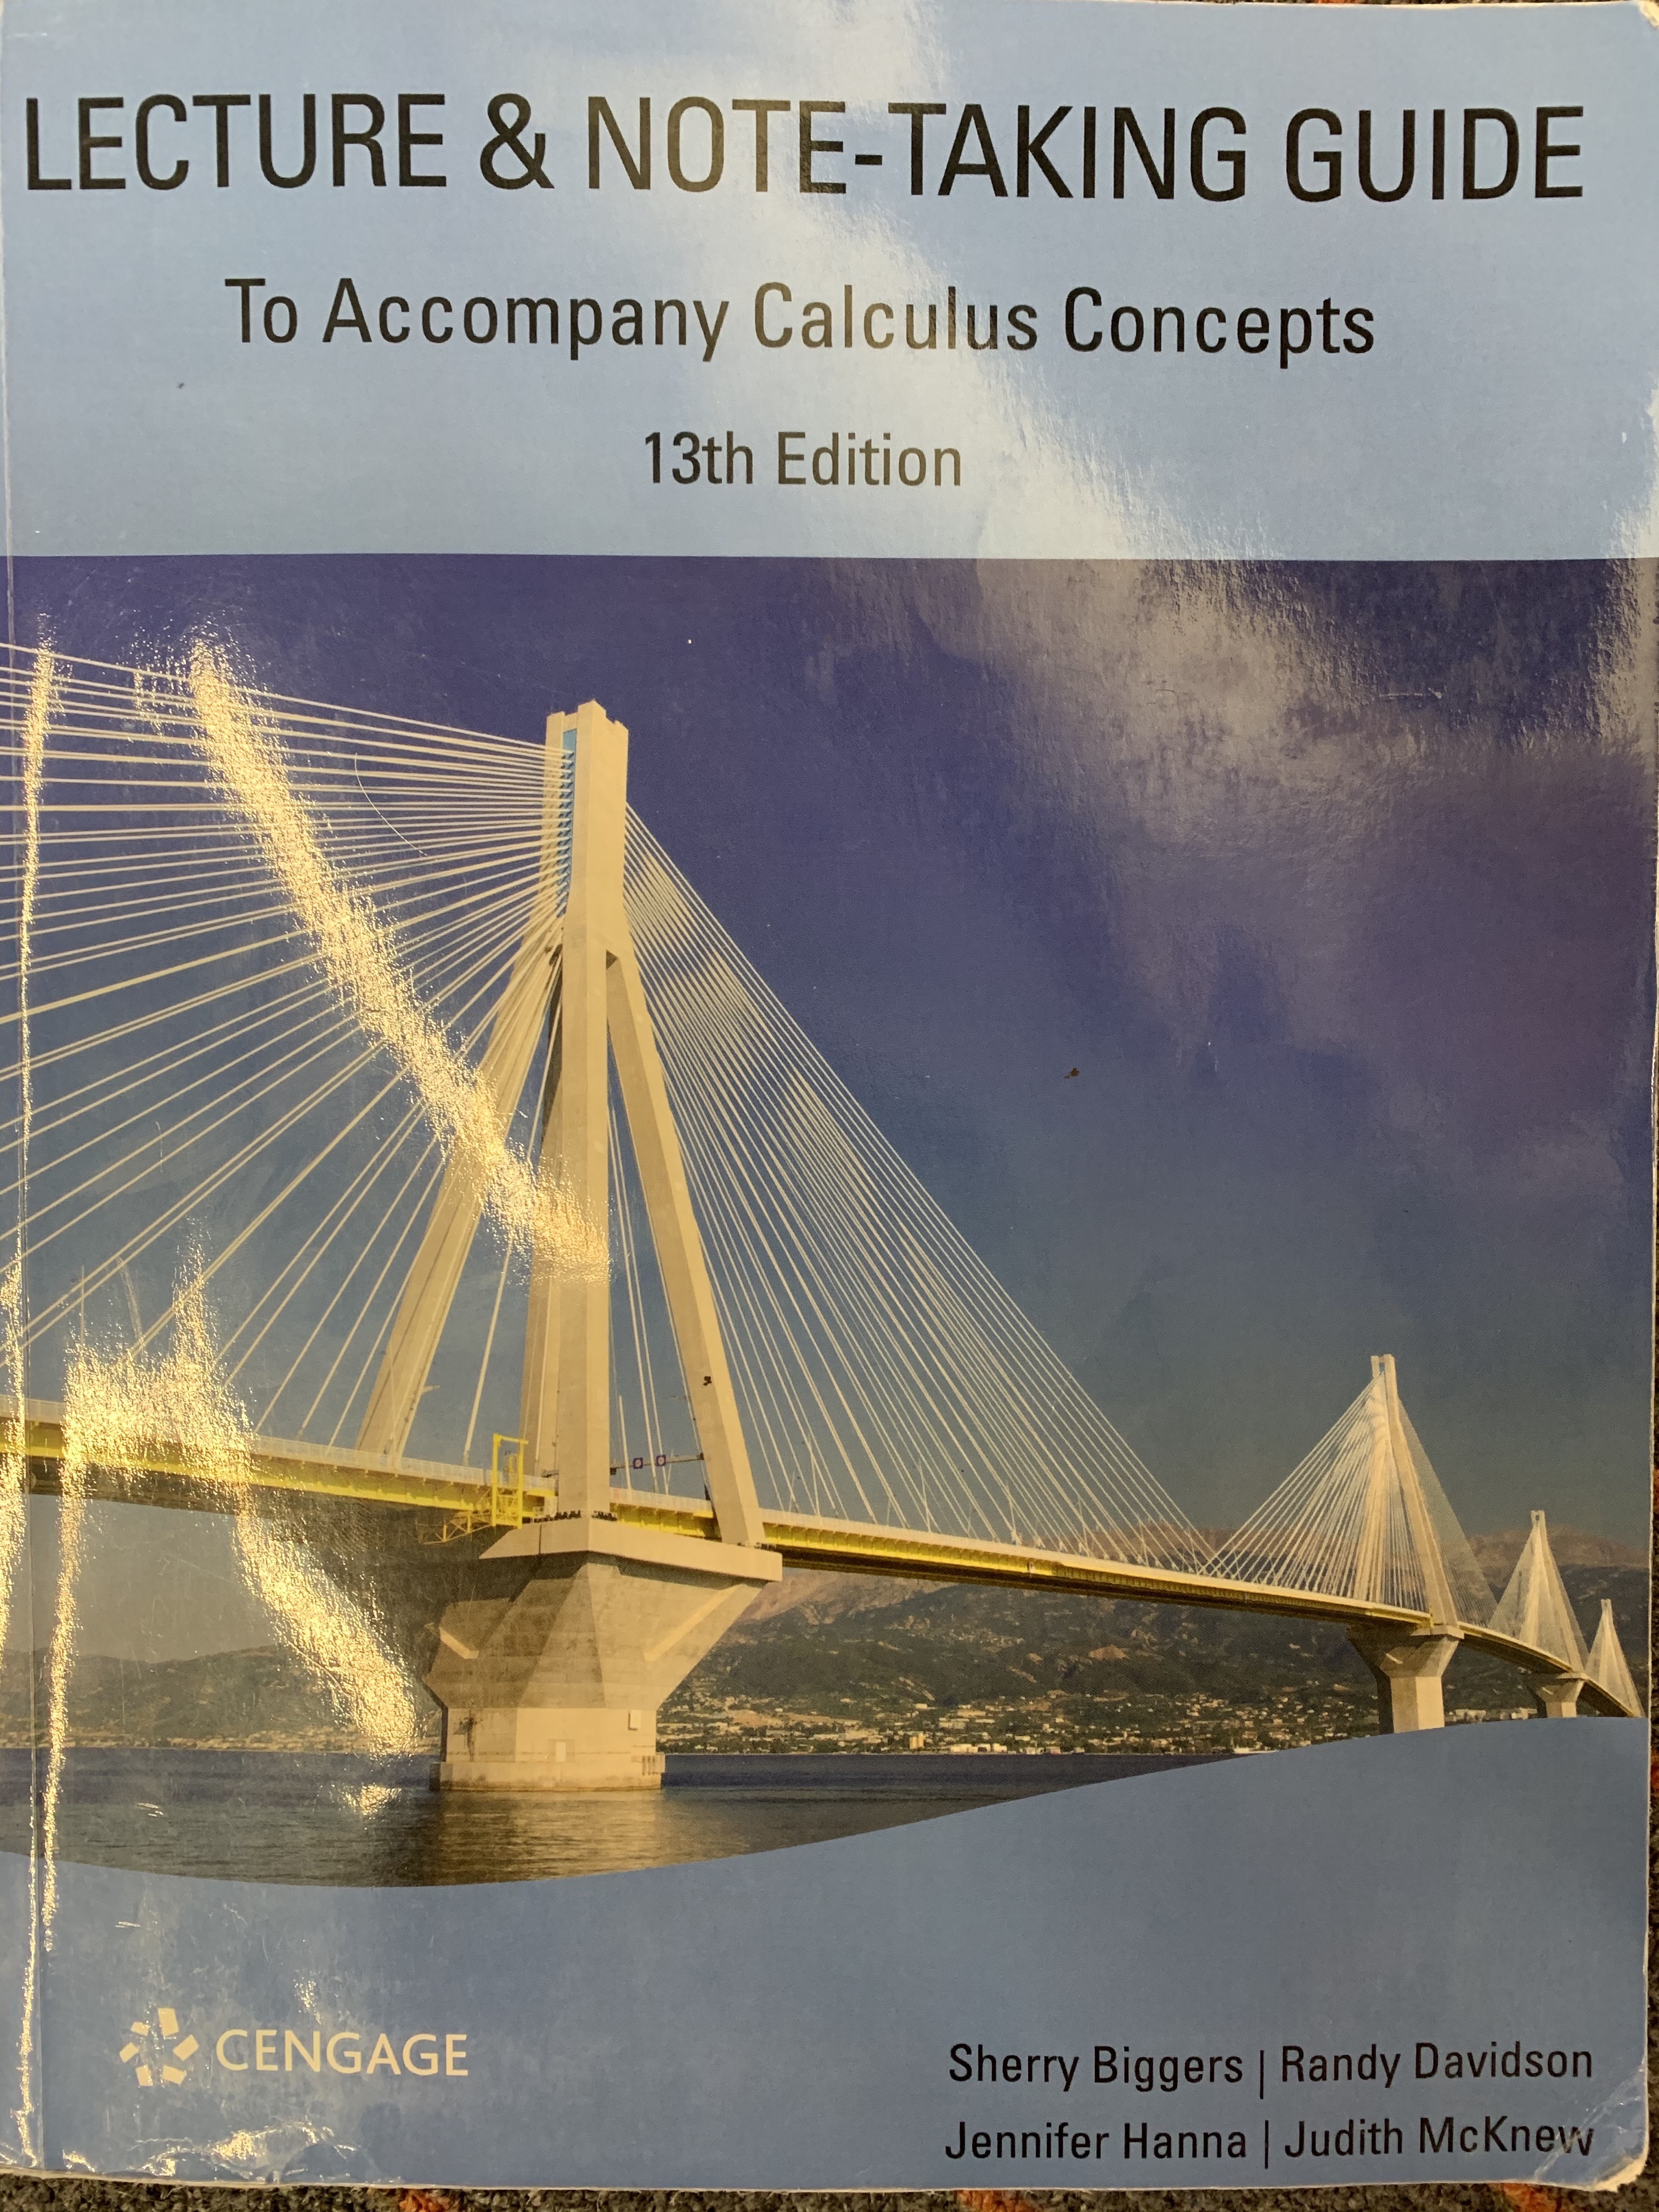 LECTURE & NOTE-TAKING GUIDE
To Accompany Calculus Concepts
13th Edition
CENGAGE
Sherry Biggers | Randy Davidson
Jennifer Hanna | Judith McKnew